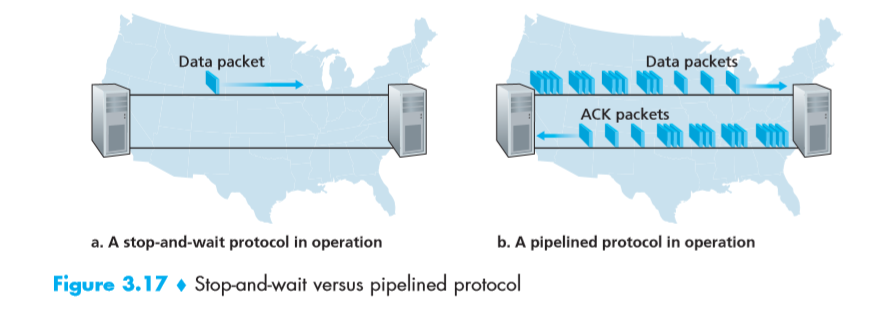 Data packet
Data packets
ACK packets
a. A stop-and-wait protocol in operation
b. A pipelined protocol in operation
Figure 3.17 ♦ Stop-and-wait versus pipelined protocol